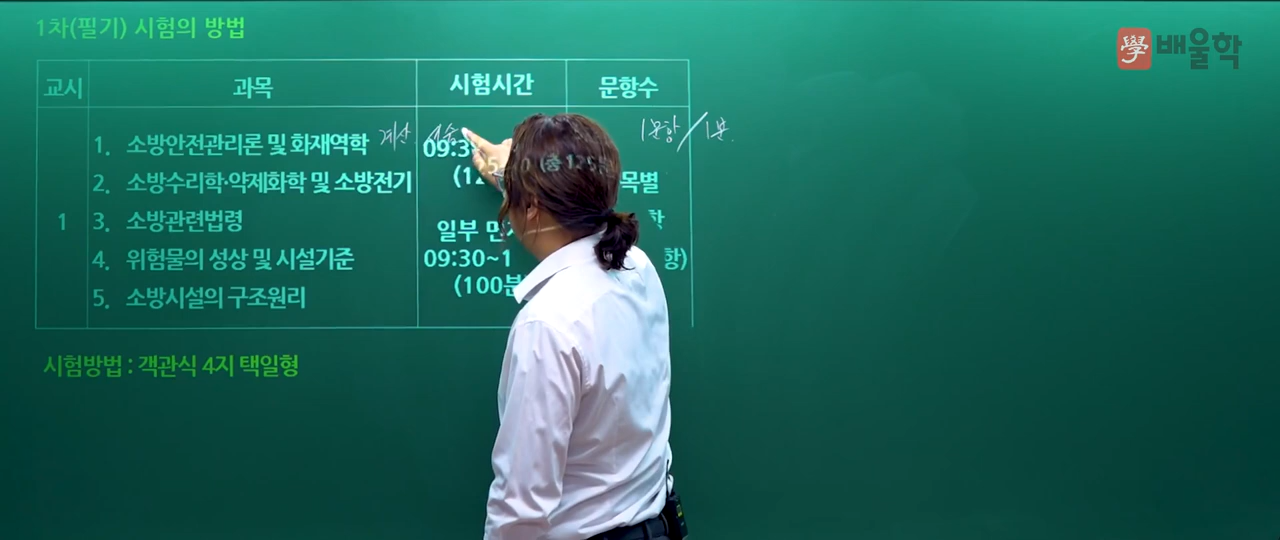 1차(필기) 시험의 방법
學 배울학
교시 과목 시험시간 문항수
계산. 서술 1문항/1분.
1. 소방안전관리론 및 화재역학 09:3
2. 소방수리학·약제화학 및 소방전기 (12 목별
1 3. 소방관련법령 일부
4. 위험물의 성상 및 시설기준 09:30~1 항)
5. 소방시설의 구조원리 (100분
시험방법 : 객관식 4지 택일형